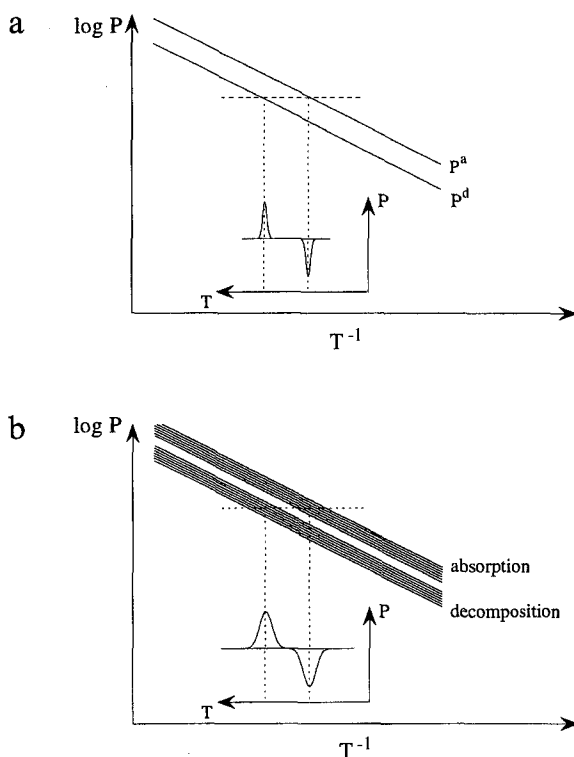 a
log P
Pᵃ
Pᵈ
P
T
T⁻¹
b
log P
absorption
decomposition
P
T
T⁻¹